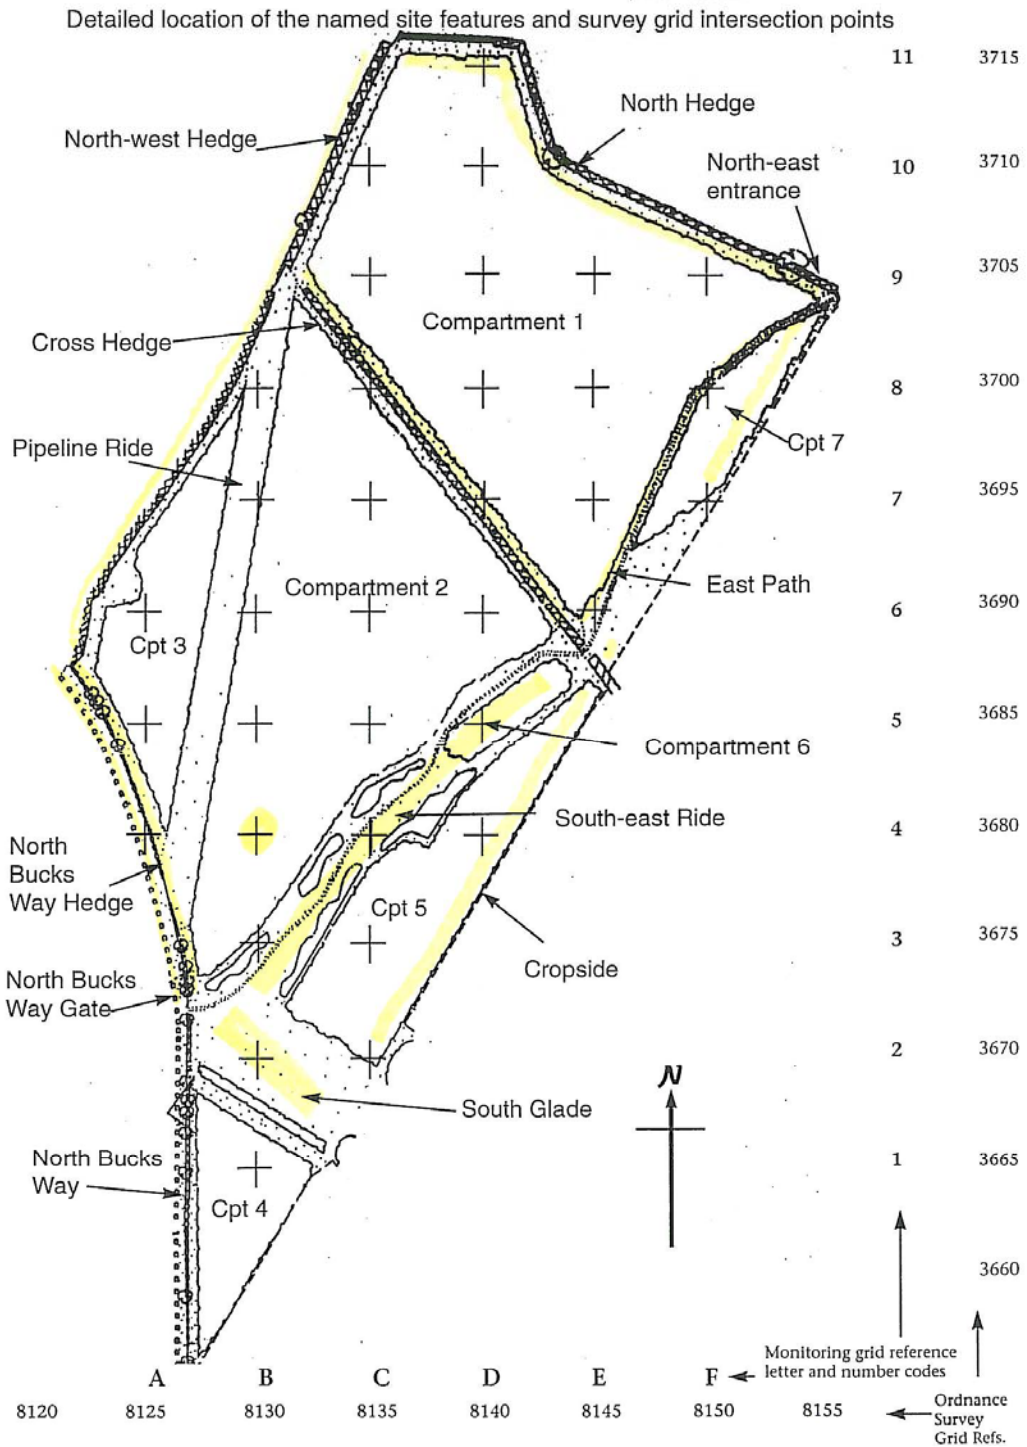 Detailed location of the named site features and survey grid intersection points
11 3715
North Hedge
North-west Hedge
North-east
entrance
10 3710
9 3705
Compartment 1
Cross Hedge
8 3700
Cpt 7
Pipeline Ride
7 3695
East Path
Compartment 2
6 3690
Cpt 3
5 3685
Compartment 6
South-east Ride
4 3680
North
Bucks
Way Hedge
Cpt 5
3 3675
Cropside
North Bucks
Way Gate
2 3670
N
South Glade
North Bucks
Way
1 3665
Cpt 4
3660
Monitoring grid reference
letter and number codes
A B C D E F
8120 8125 8130 8135 8140 8145 8150 8155
Ordnance
Survey
Grid Refs.